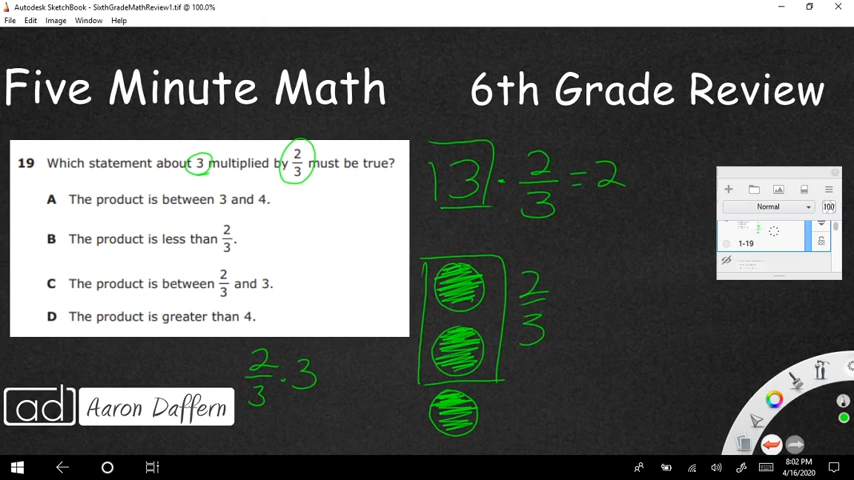 Autodesk SketchBook - SixthGradeMathReview1.tif @ 100.0%
File Edit Image Window Help
Five Minute Math
6th Grade Review
19 Which statement about 3 multiplied by 2/3 must be true?
A The product is between 3 and 4.
B The product is less than 2/3.
C The product is between 2/3 and 3.
D The product is greater than 4.
3 · 2/3 = 2
2/3
2/3 · 3
Normal
100
1-19
ad Aaron Daffern
8:02 PM
4/16/2020